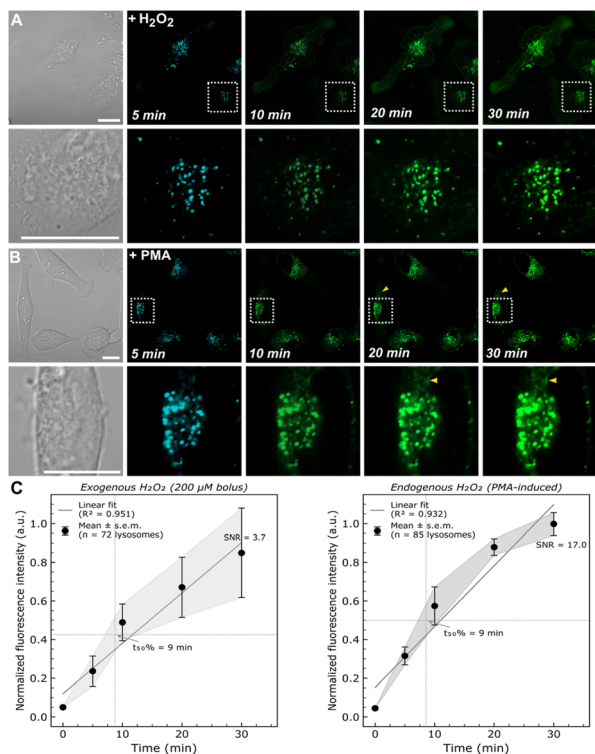 A
+ H₂O₂
5 min
10 min
20 min
30 min
B
+ PMA
5 min
10 min
20 min
30 min
C
Exogenous H₂O₂ (200 µM bolus)
Linear fit
(R² = 0.951)
Mean ± s.e.m.
(n = 72 lysosomes)
SNR = 3.7
t₅₀% = 9 min
Normalized fluorescence intensity (a.u.)
1.0
0.8
0.6
0.4
0.2
0.0
0
10
20
30
Time (min)
Endogenous H₂O₂ (PMA-induced)
Linear fit
(R² = 0.932)
Mean ± s.e.m.
(n = 85 lysosomes)
SNR = 17.0
t₅₀% = 9 min
Normalized fluorescence intensity (a.u.)
1.0
0.8
0.6
0.4
0.2
0.0
0
10
20
30
Time (min)